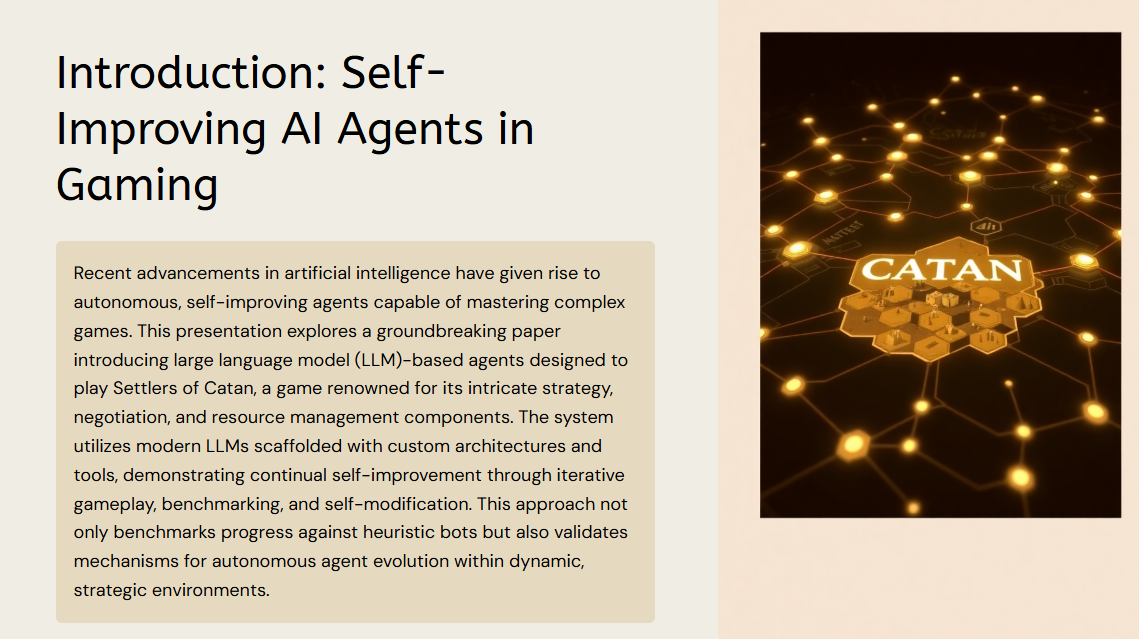 Introduction: Self-
Improving AI Agents in
Gaming
Recent advancements in artificial intelligence have given rise to
autonomous, self-improving agents capable of mastering complex
games. This presentation explores a groundbreaking paper
introducing large language model (LLM)-based agents designed to
play Settlers of Catan, a game renowned for its intricate strategy,
negotiation, and resource management components. The system
utilizes modern LLMs scaffolded with custom architectures and
tools, demonstrating continual self-improvement through iterative
gameplay, benchmarking, and self-modification. This approach not
only benchmarks progress against heuristic bots but also validates
mechanisms for autonomous agent evolution within dynamic,
strategic environments.
CATAN